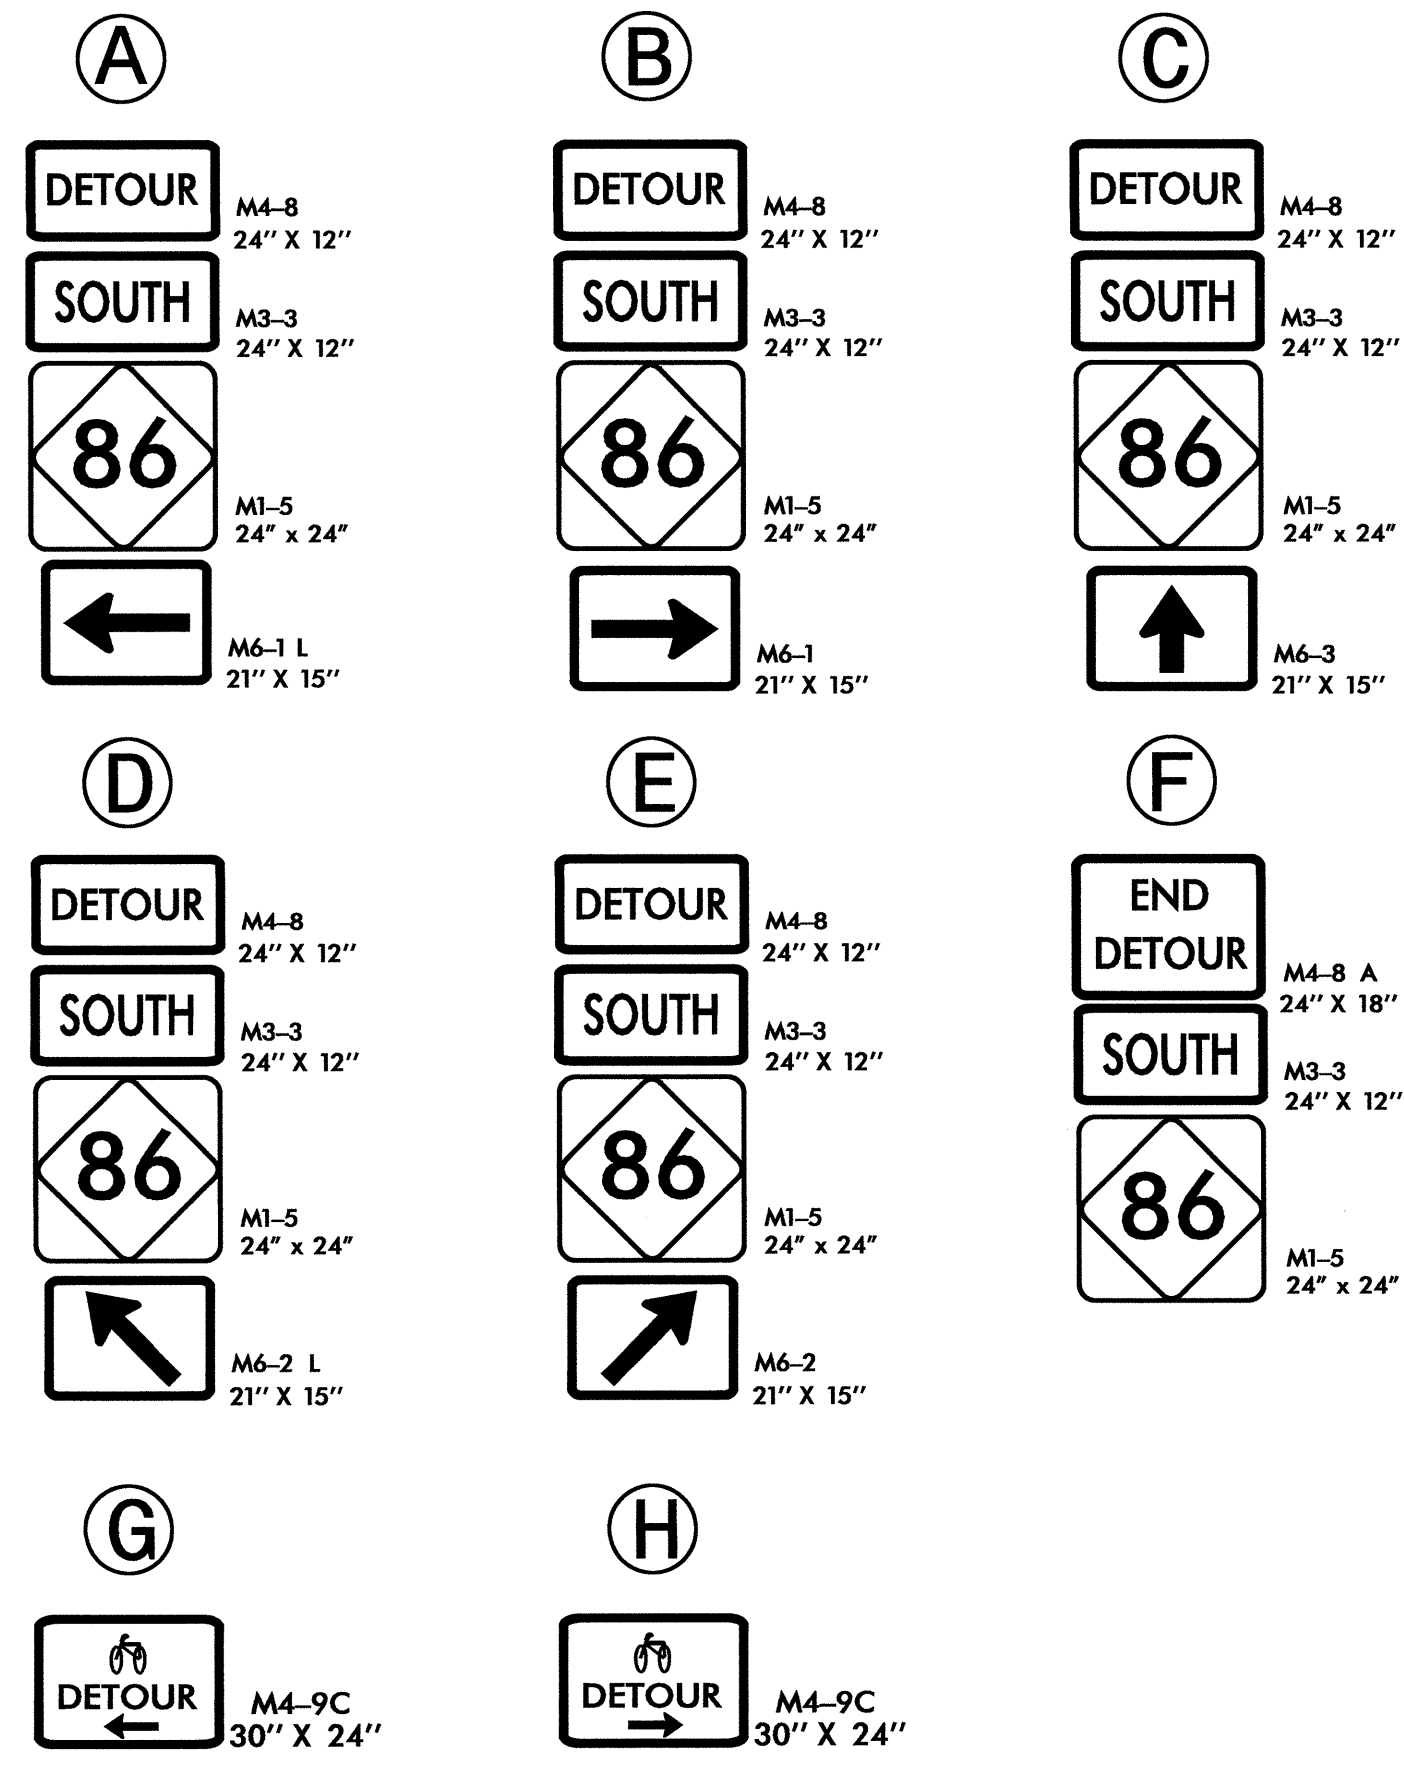 A
DETOUR
M4–8
24" X 12"
SOUTH
M3–3
24" X 12"
86
M1–5
24" x 24"
M6–1 L
21" X 15"
B
DETOUR
M4–8
24" X 12"
SOUTH
M3–3
24" X 12"
86
M1–5
24" x 24"
M6–1
21" X 15"
C
DETOUR
M4–8
24" X 12"
SOUTH
M3–3
24" X 12"
86
M1–5
24" x 24"
M6–3
21" X 15"
D
DETOUR
M4–8
24" X 12"
SOUTH
M3–3
24" X 12"
86
M1–5
24" x 24"
M6–2 L
21" X 15"
E
DETOUR
M4–8
24" X 12"
SOUTH
M3–3
24" X 12"
86
M1–5
24" x 24"
M6–2
21" X 15"
F
END
DETOUR
M4–8 A
24" X 18"
SOUTH
M3–3
24" X 12"
86
M1–5
24" x 24"
G
DETOUR
M4–9C
30" X 24"
H
DETOUR
M4–9C
30" X 24"